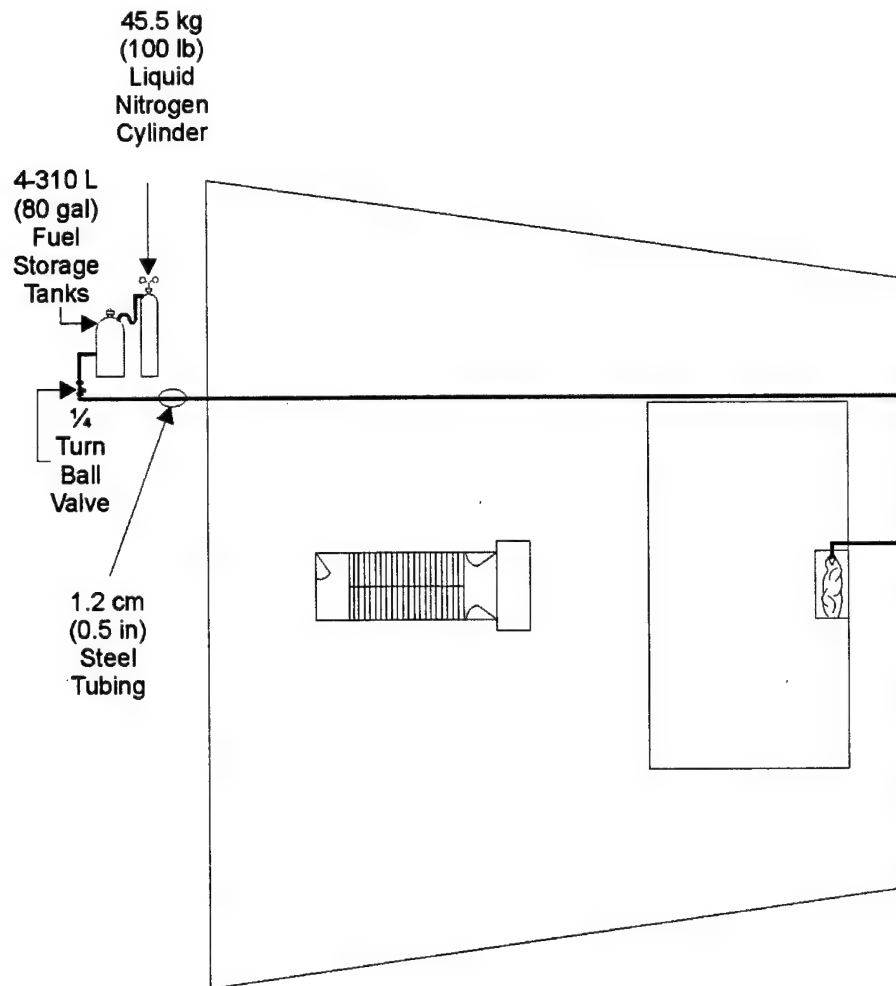 45.5 kg
(100 lb)
Liquid
Nitrogen
Cylinder
4-310 L
(80 gal)
Fuel
Storage
Tanks
¼
Turn
Ball
Valve
1.2 cm
(0.5 in)
Steel
Tubing